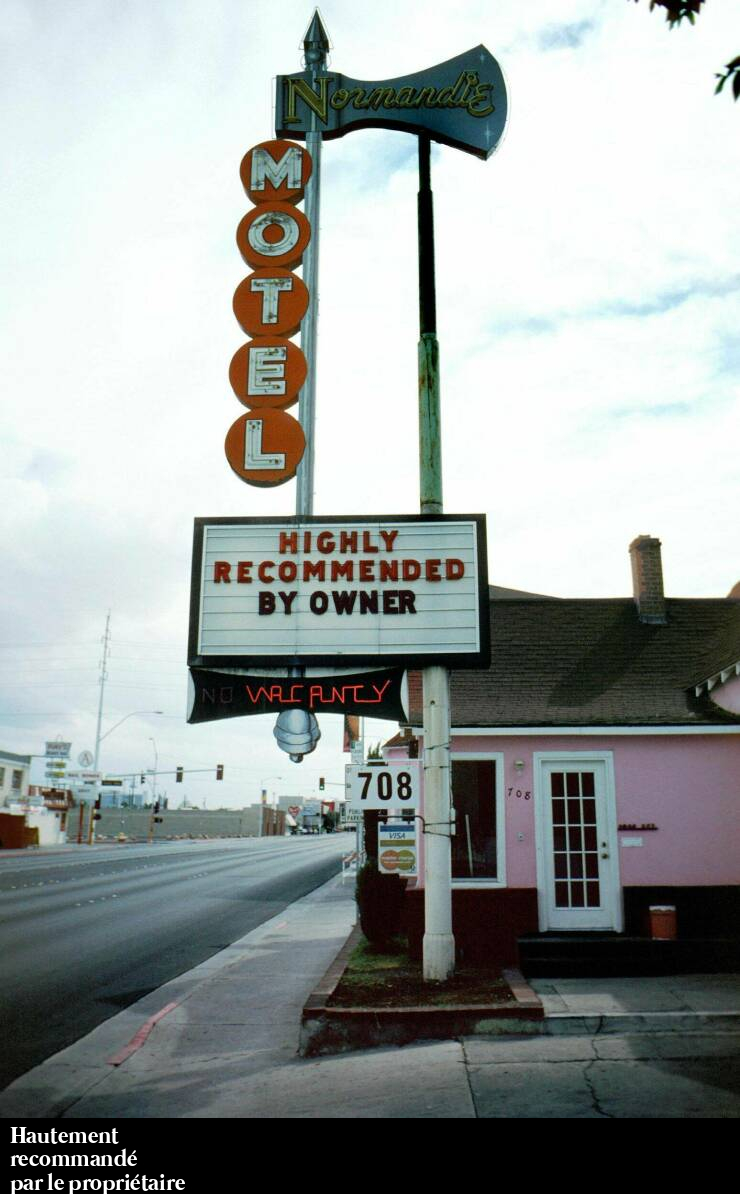 Normandie
MOTEL
HIGHLY
RECOMMENDED
BY OWNER
NO VACANCY
708
708
VISA
Hautement
recommandé
par le propriétaire